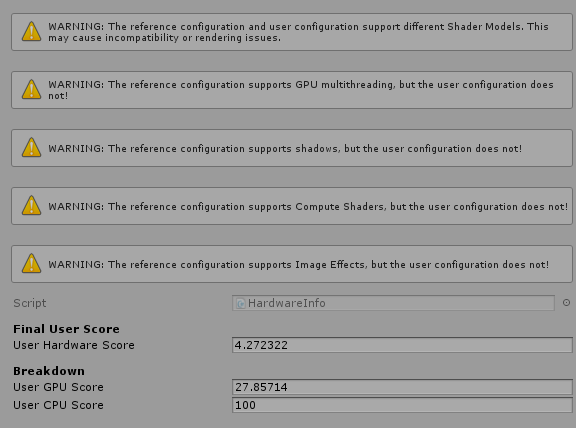 WARNING: The reference configuration and user configuration support different Shader Models. This
may cause incompatibility or rendering issues.
WARNING: The reference configuration supports GPU multithreading, but the user configuration does
not!
WARNING: The reference configuration supports shadows, but the user configuration does not!
WARNING: The reference configuration supports Compute Shaders, but the user configuration does not!
WARNING: The reference configuration supports Image Effects, but the user configuration does not!
Script HardwareInfo
Final User Score
User Hardware Score 4.272322
Breakdown
User GPU Score 27.85714
User CPU Score 100